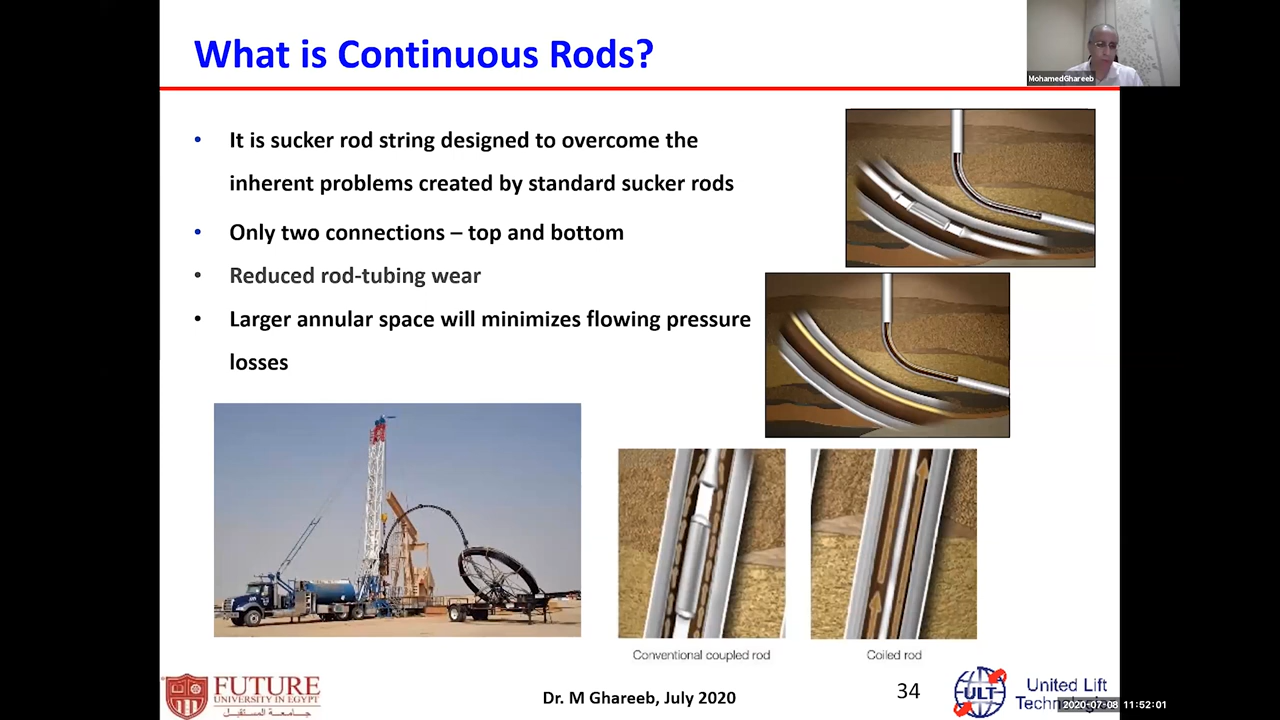 What is Continuous Rods?
MohamedGhareeb
• It is sucker rod string designed to overcome the
inherent problems created by standard sucker rods
• Only two connections – top and bottom
• Reduced rod-tubing wear
• Larger annular space will minimizes flowing pressure
losses
Conventional coupled rod
Coiled rod
FUTURE
UNIVERSITY IN EGYPT
جامعة المستقبل
Dr. M Ghareeb, July 2020
34
ULT
United Lift
2020-07-08 11:52:01